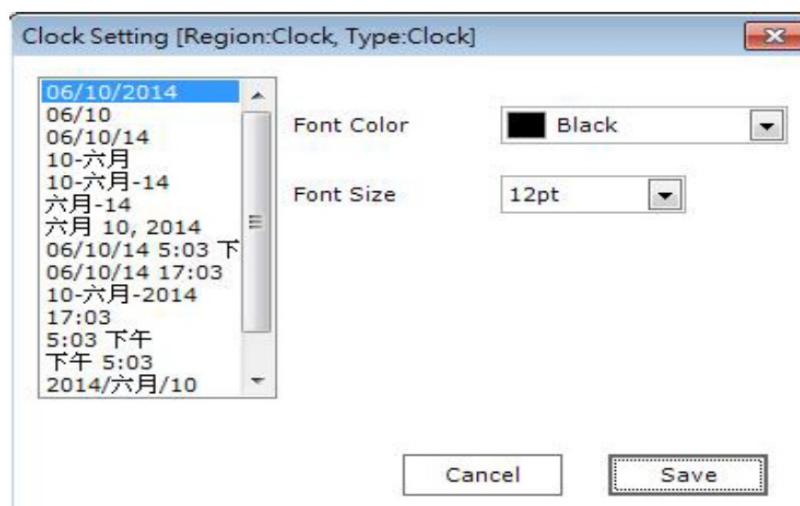 Clock Setting [Region:Clock, Type:Clock]
06/10/2014
06/10
06/10/14
10-六月
10-六月-14
六月-14
六月 10, 2014
06/10/14 5:03 下
06/10/14 17:03
10-六月-2014
17:03
5:03 下午
下午 5:03
2014/六月/10
Font Color
Black
Font Size
12pt
Cancel
Save